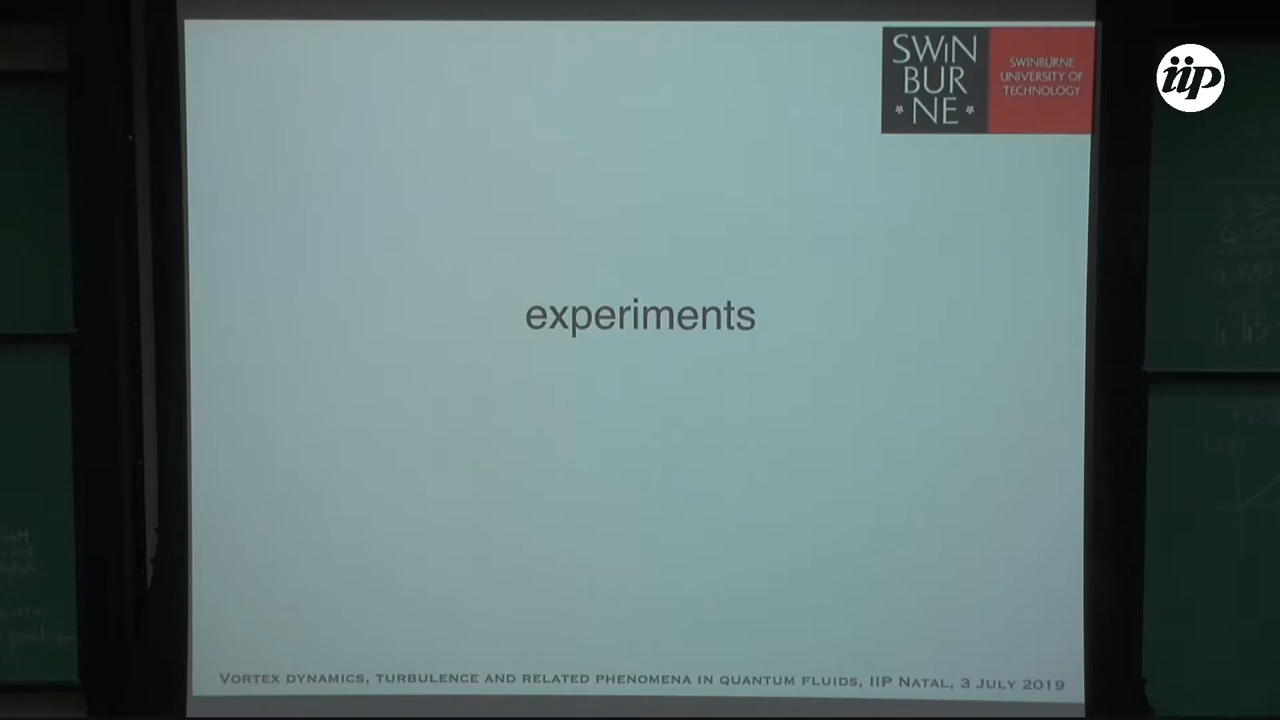 SWiN
BUR
* NE *
SWINBURNE
UNIVERSITY OF
TECHNOLOGY
iip
experiments
VORTEX DYNAMICS, TURBULENCE AND RELATED PHENOMENA IN QUANTUM FLUIDS, IIP NATAL, 3 JULY 2019